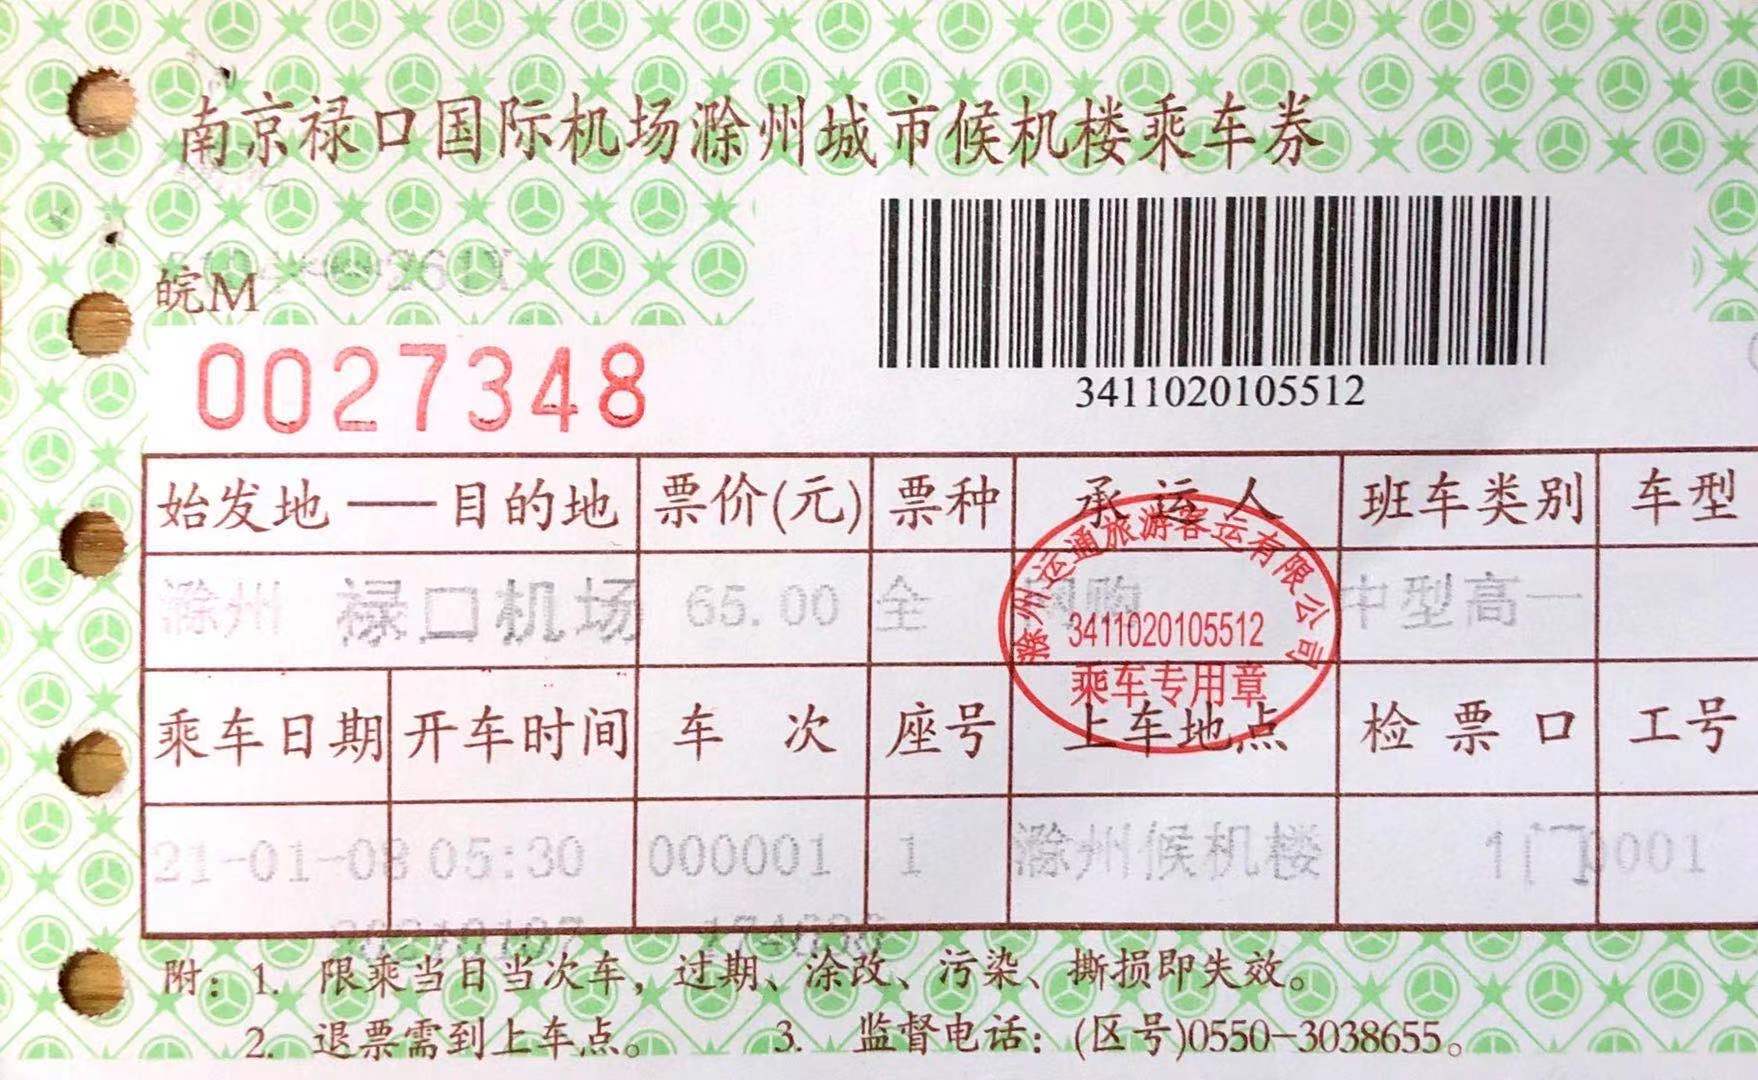 南京禄口国际机场滁州城市候机楼乘车券
皖M
0027348
3411020105512
始发地——目的地 票价(元) 票种 承运人 班车类别 车型
滁州 禄口机场 65.00 全 网购 中型高一
滁州运通旅游客运有限公司
3411020105512
乘车专用章
乘车日期 开车时间 车次 座号 上车地点 检票口 工号
21-01-08 05:30 000001 1 滁州候机楼 1门 0001
附：1. 限乘当日当次车，过期、涂改、污染、撕损即失效。
2. 退票需到上车点。 3. 监督电话：(区号)0550-3038655。